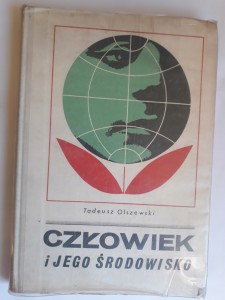 Tadeusz Olszewski
CZŁOWIEK
i JEGO ŚRODOWISKO